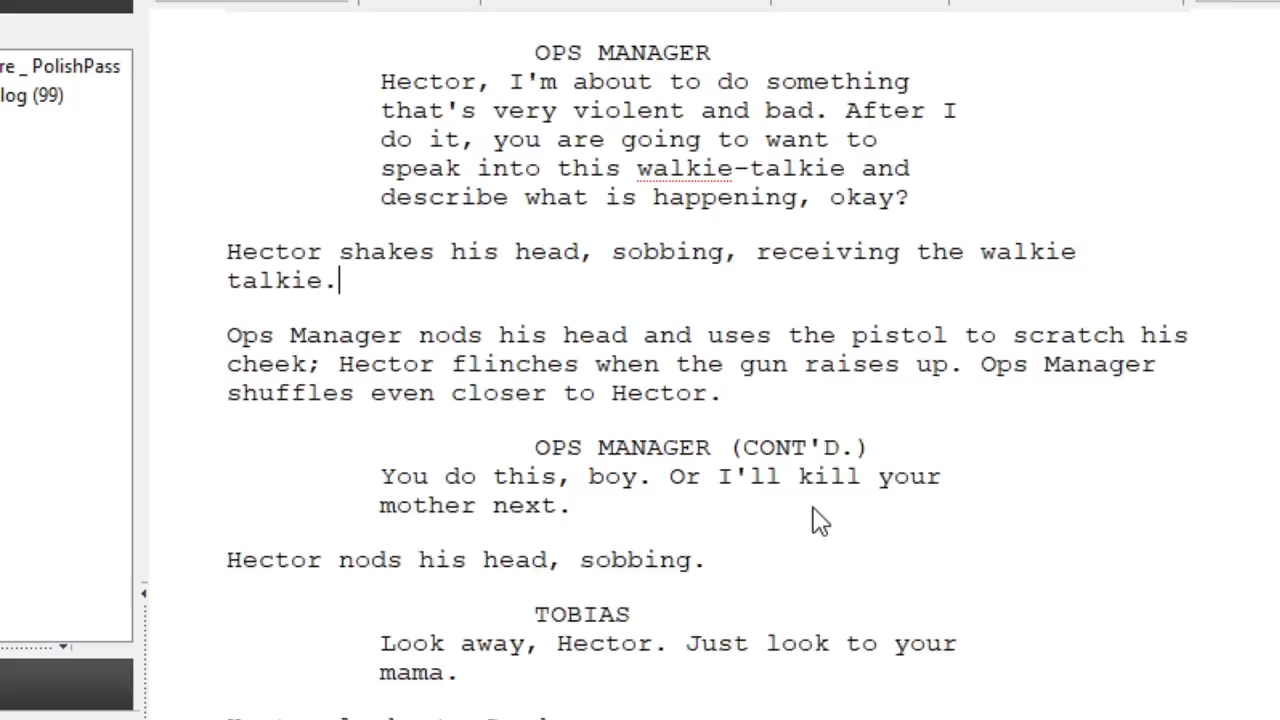 re _ PolishPass
log (99)
OPS MANAGER
Hector, I'm about to do something
that's very violent and bad. After I
do it, you are going to want to
speak into this walkie-talkie and
describe what is happening, okay?
Hector shakes his head, sobbing, receiving the walkie
talkie.
Ops Manager nods his head and uses the pistol to scratch his
cheek; Hector flinches when the gun raises up. Ops Manager
shuffles even closer to Hector.
OPS MANAGER (CONT'D.)
You do this, boy. Or I'll kill your
mother next.
Hector nods his head, sobbing.
TOBIAS
Look away, Hector. Just look to your
mama.